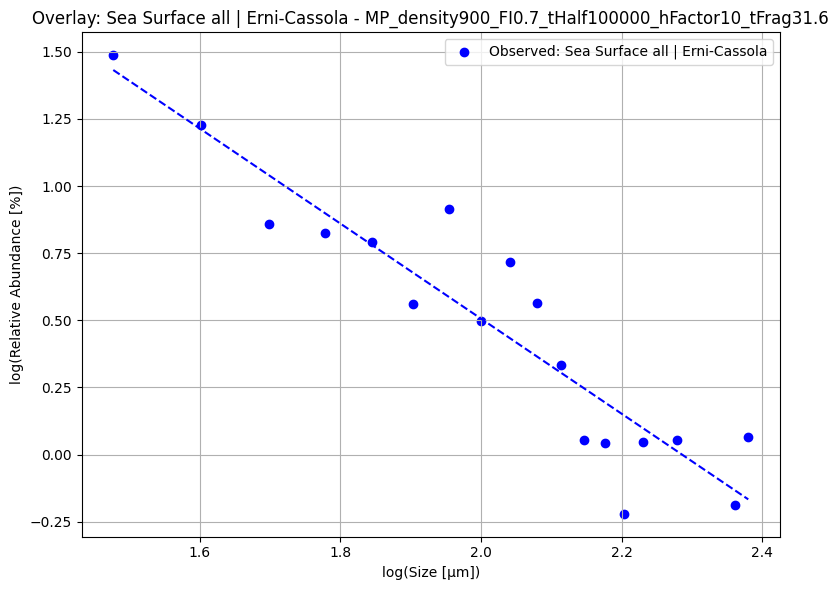 Overlay: Sea Surface all | Erni-Cassola - MP_density900_FI0.7_tHalf100000_hFactor10_tFrag31.6
Observed: Sea Surface all | Erni-Cassola
log(Relative Abundance [%])
1.50
1.25
1.00
0.75
0.50
0.25
0.00
−0.25
1.6 1.8 2.0 2.2 2.4
log(Size [μm])